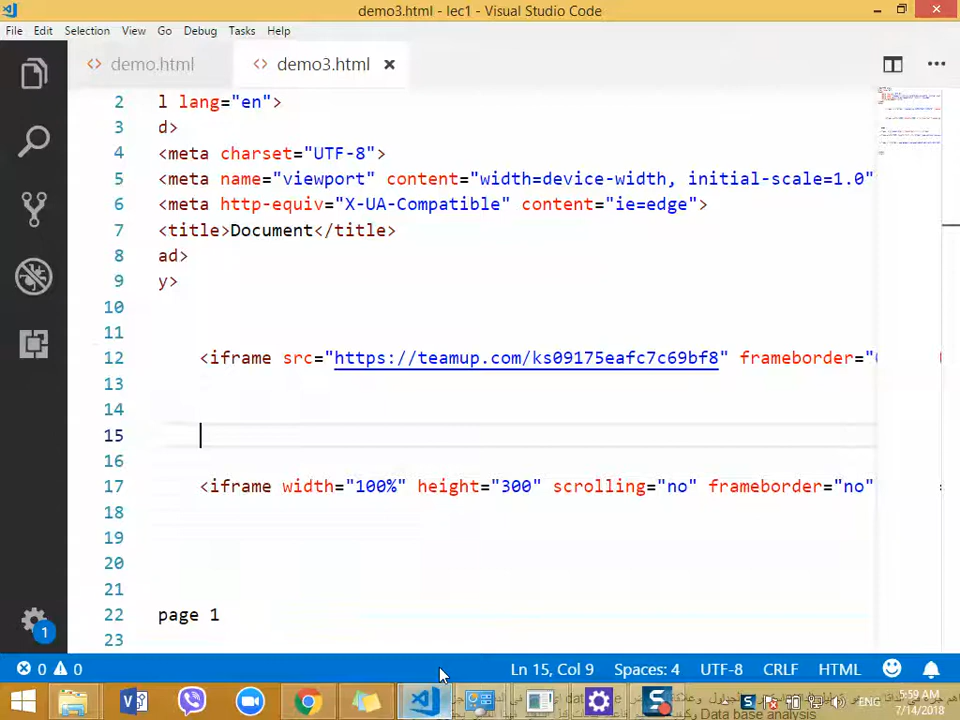 demo3.html - lec1 - Visual Studio Code
File Edit Selection View Go Debug Tasks Help
demo.html demo3.html
2 l lang="en">
3 d>
4 <meta charset="UTF-8">
5 <meta name="viewport" content="width=device-width, initial-scale=1.0"
6 <meta http-equiv="X-UA-Compatible" content="ie=edge">
7 <title>Document</title>
8 ad>
9 y>
10
11
12 <iframe src="https://teamup.com/ks09175eafc7c69bf8" frameborder="
13
14
15
16
17 <iframe width="100%" height="300" scrolling="no" frameborder="no"
18
19
20
21
22 page 1
23
1
0 0 Ln 15, Col 9 Spaces: 4 UTF-8 CRLF HTML
ENG 5:59 AM
7/14/2018
Data base analysis